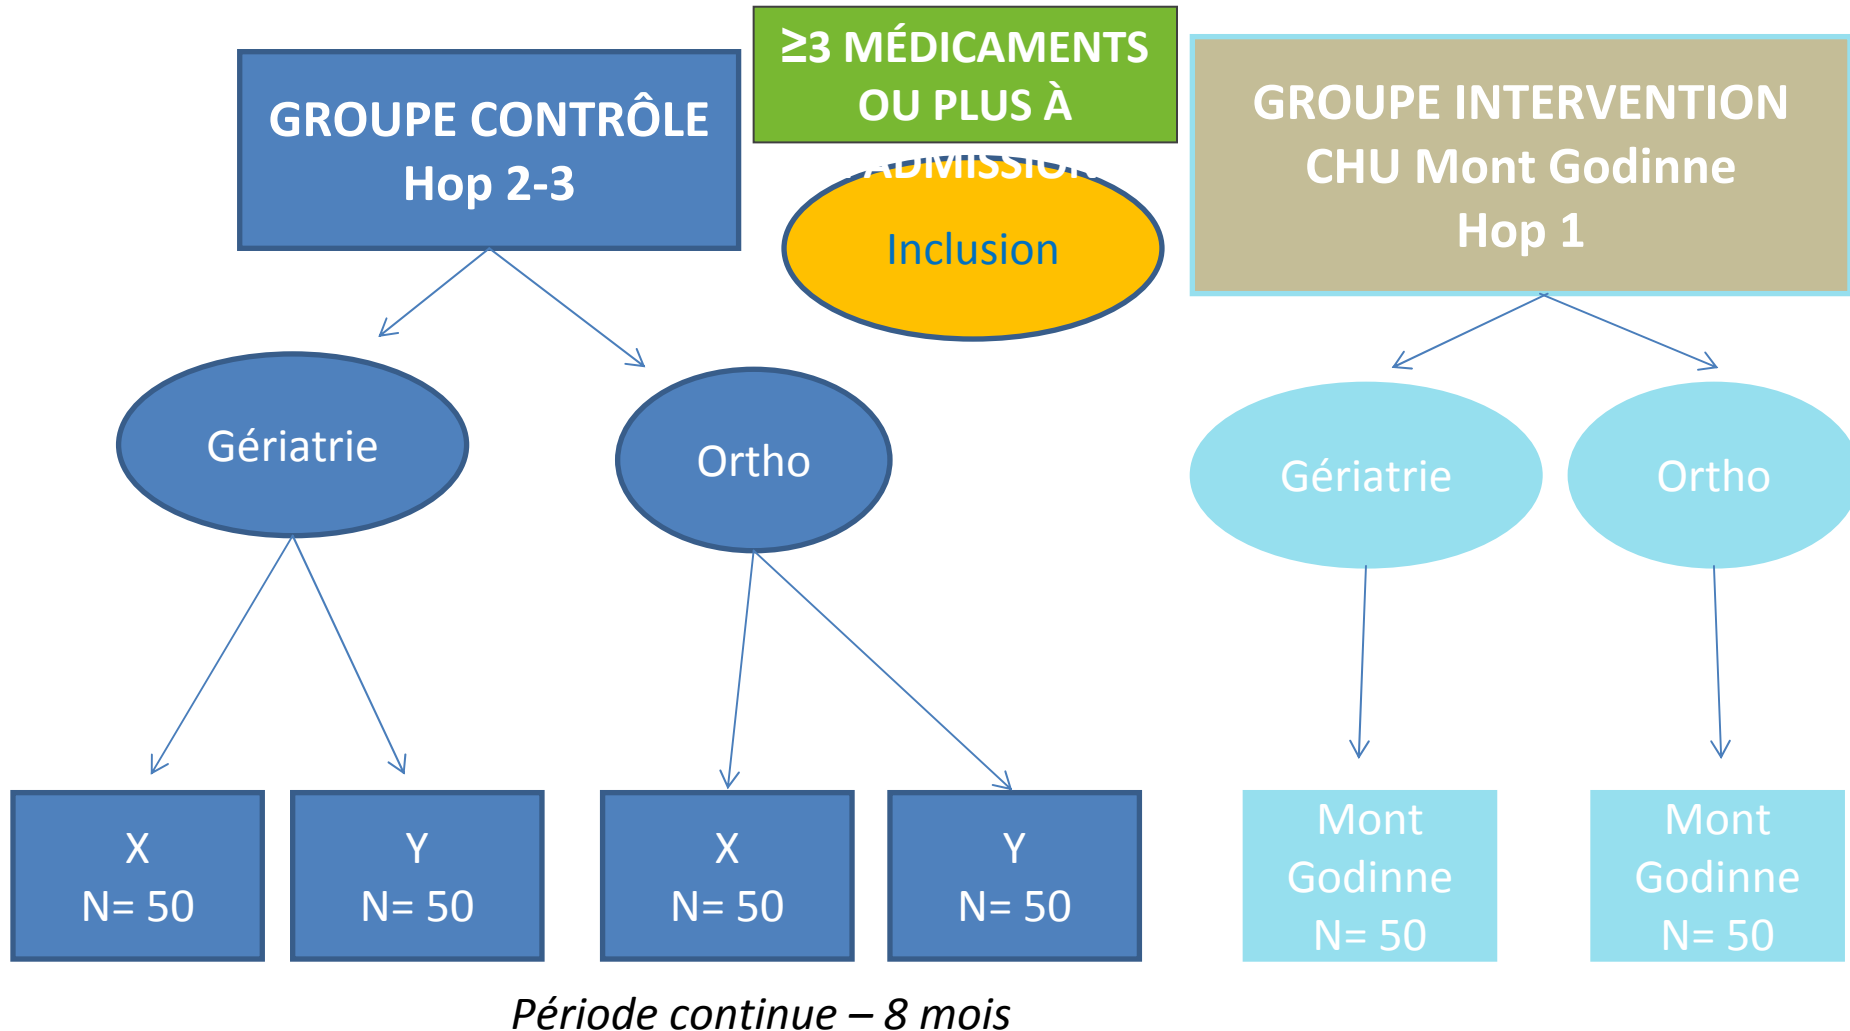 ≥3 MÉDICAMENTS
OU PLUS À
ADMISSION
GROUPE CONTRÔLE
Hop 2-3
Inclusion
GROUPE INTERVENTION
CHU Mont Godinne
Hop 1
Gériatrie
Ortho
Gériatrie
Ortho
X
N= 50
Y
N= 50
X
N= 50
Y
N= 50
Mont
Godinne
N= 50
Mont
Godinne
N= 50
Période continue – 8 mois